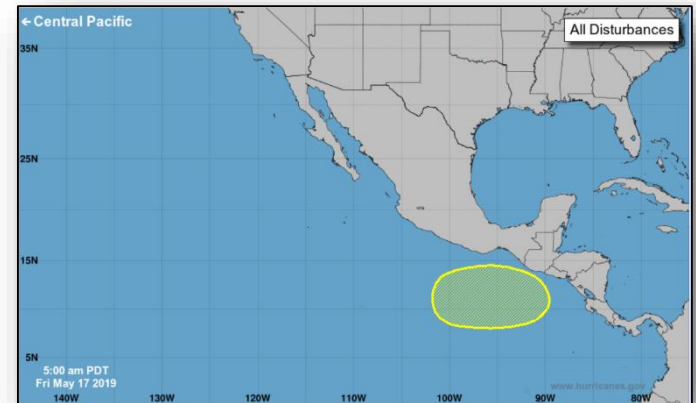 ← Central Pacific
All Disturbances
35N
25N
15N
5N
5:00 am PDT
Fri May 17 2019
www.hurricanes.gov
140W 130W 120W 110W 100W 90W 80W